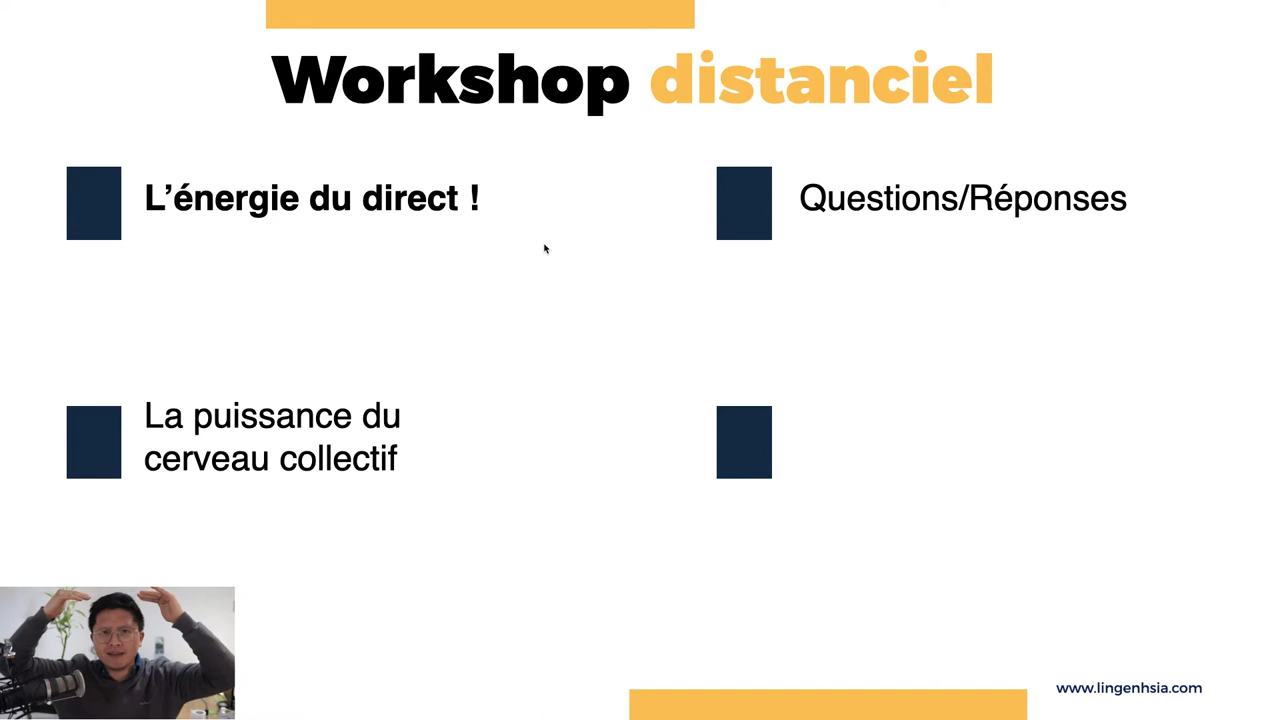 Workshop distanciel
L’énergie du direct !
Questions/Réponses
La puissance du
cerveau collectif
www.lingenhsia.com